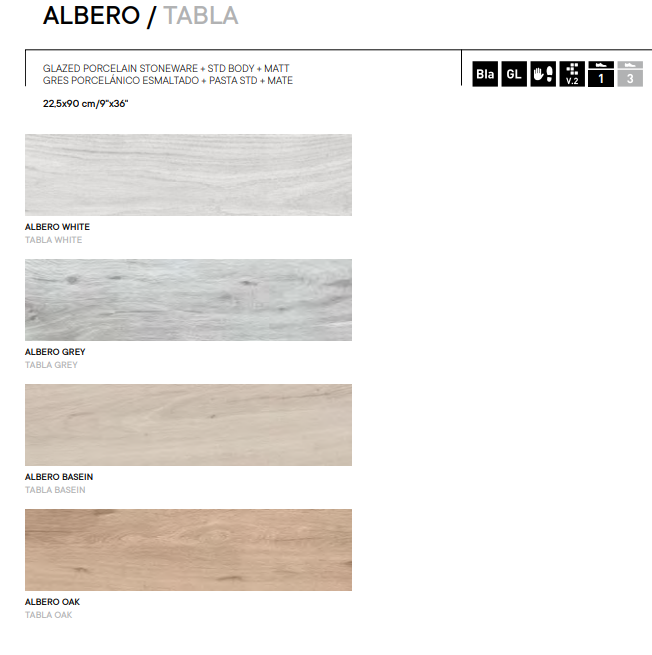 ALBERO / TABLA
GLAZED PORCELAIN STONEWARE + STD BODY + MATT
GRES PORCELÁNICO ESMALTADO + PASTA STD + MATE
BIa GL V.2 1 3
22,5x90 cm/9"x36"
ALBERO WHITE
TABLA WHITE
ALBERO GREY
TABLA GREY
ALBERO BASEIN
TABLA BASEIN
ALBERO OAK
TABLA OAK